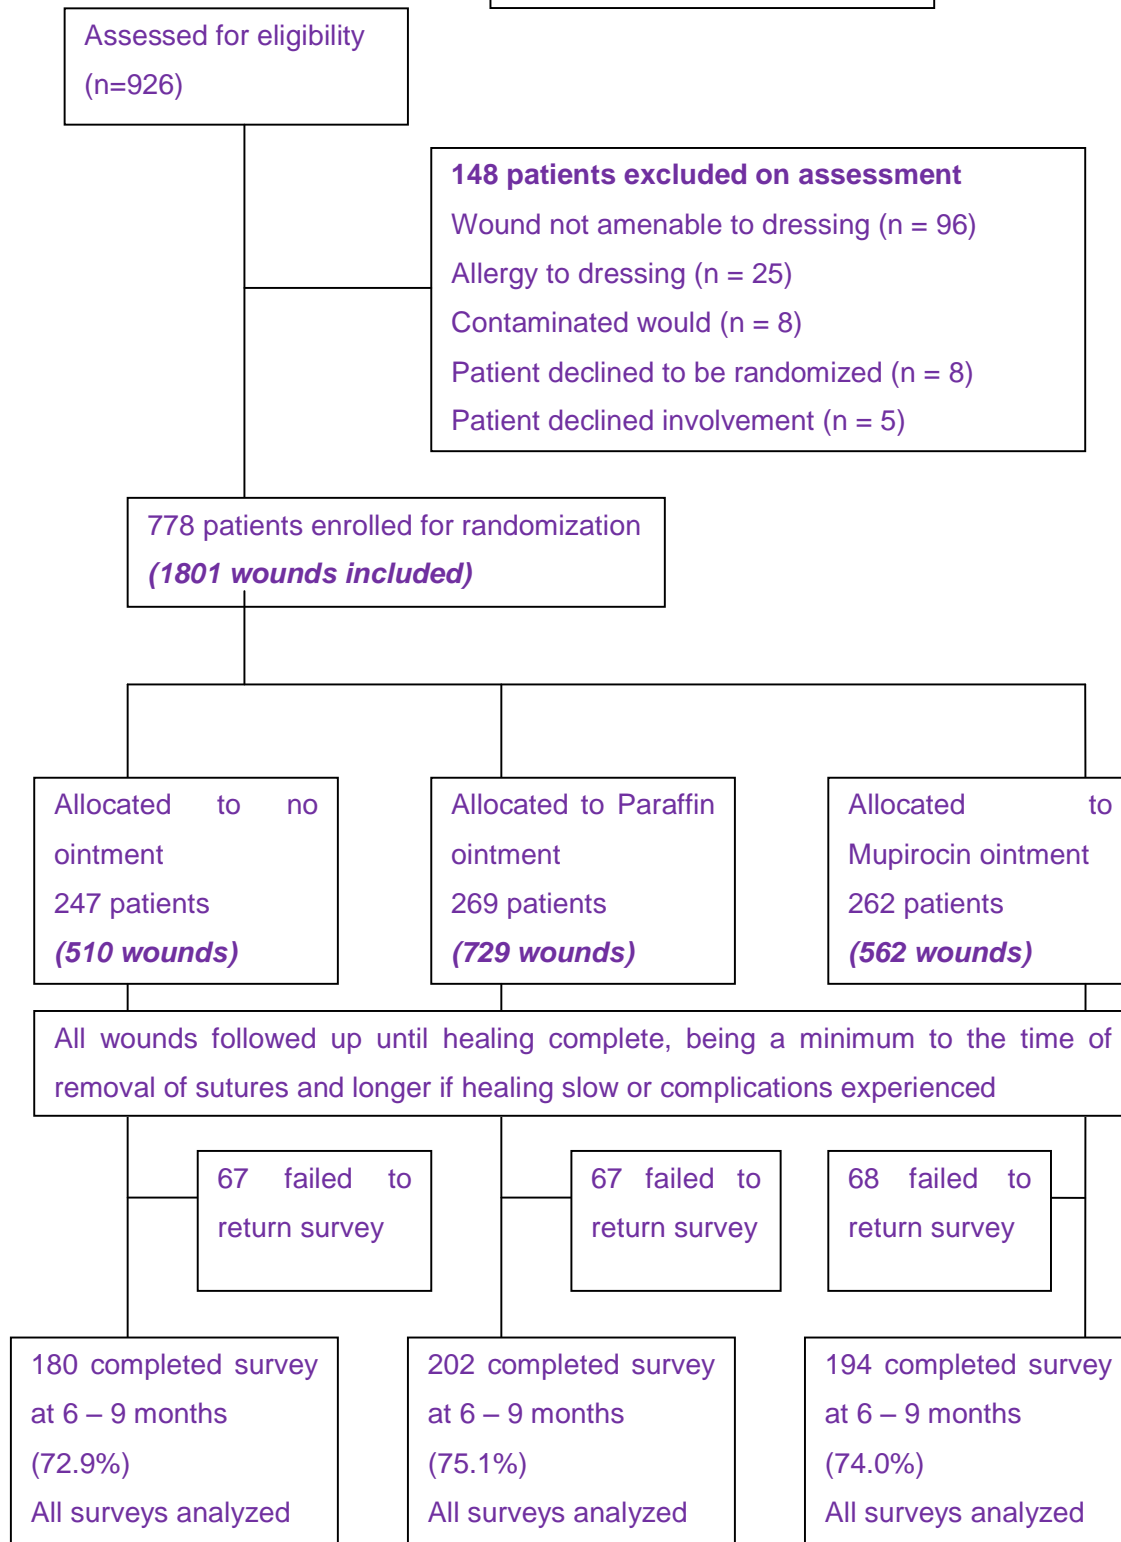 Assessed for eligibility
(n=926)
148 patients excluded on assessment
Wound not amenable to dressing (n = 96)
Allergy to dressing (n = 25)
Contaminated would (n = 8)
Patient declined to be randomized (n = 8)
Patient declined involvement (n = 5)
778 patients enrolled for randomization
(1801 wounds included)
Allocated to no
ointment
247 patients
(510 wounds)
Allocated to Paraffin
ointment
269 patients
(729 wounds)
Allocated to
Mupirocin ointment
262 patients
(562 wounds)
All wounds followed up until healing complete, being a minimum to the time of
removal of sutures and longer if healing slow or complications experienced
67 failed to
return survey
67 failed to
return survey
68 failed to
return survey
180 completed survey
at 6 – 9 months
(72.9%)
All surveys analyzed
202 completed survey
at 6 – 9 months
(75.1%)
All surveys analyzed
194 completed survey
at 6 – 9 months
(74.0%)
All surveys analyzed